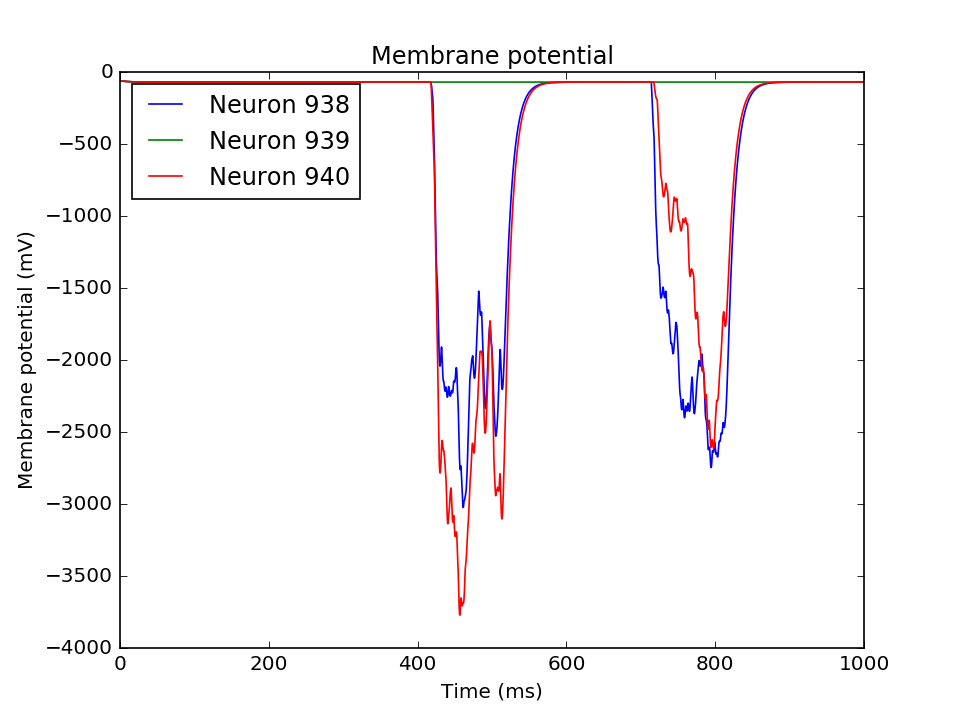 Membrane potential
Neuron 938
Neuron 939
Neuron 940
Membrane potential (mV)
0
−500
−1000
−1500
−2000
−2500
−3000
−3500
−4000
0 200 400 600 800 1000
Time (ms)